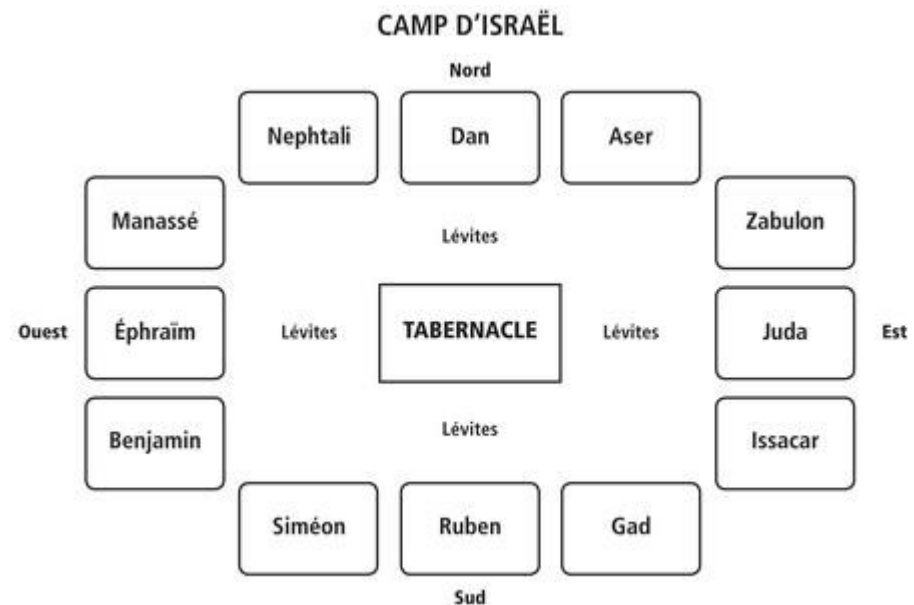 CAMP D’ISRAËL
Nord
Nephtali
Dan
Aser
Manassé
Lévites
Zabulon
Ouest
Éphraïm
Lévites
TABERNACLE
Lévites
Juda
Est
Benjamin
Lévites
Issacar
Siméon
Ruben
Gad
Sud